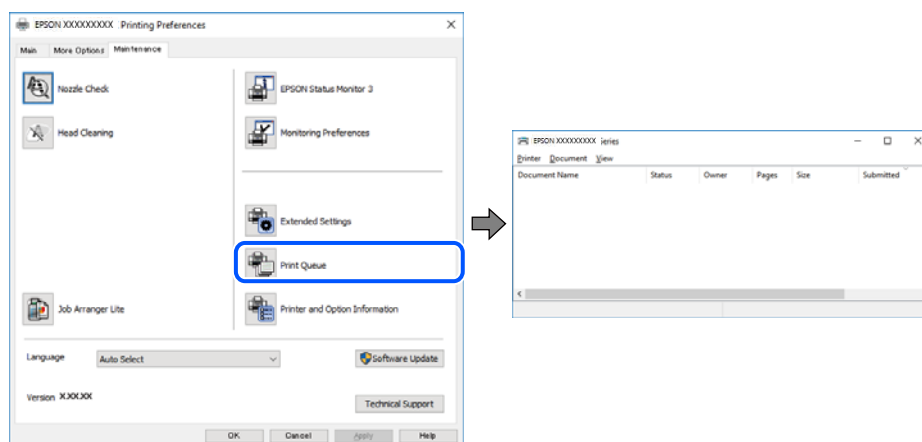 EPSON XXXXXXXXX Printing Preferences
Main More Options Maintenance
Nozzle Check
Head Cleaning
Job Arranger Lite
EPSON Status Monitor 3
Monitoring Preferences
Extended Settings
Print Queue
Printer and Option Information
Language Auto Select Software Update
Version X.XX.XX
Technical Support
OK Cancel Apply Help
EPSON XXXXXXXXX ieries
Printer Document View
Document Name Status Owner Pages Size Submitted